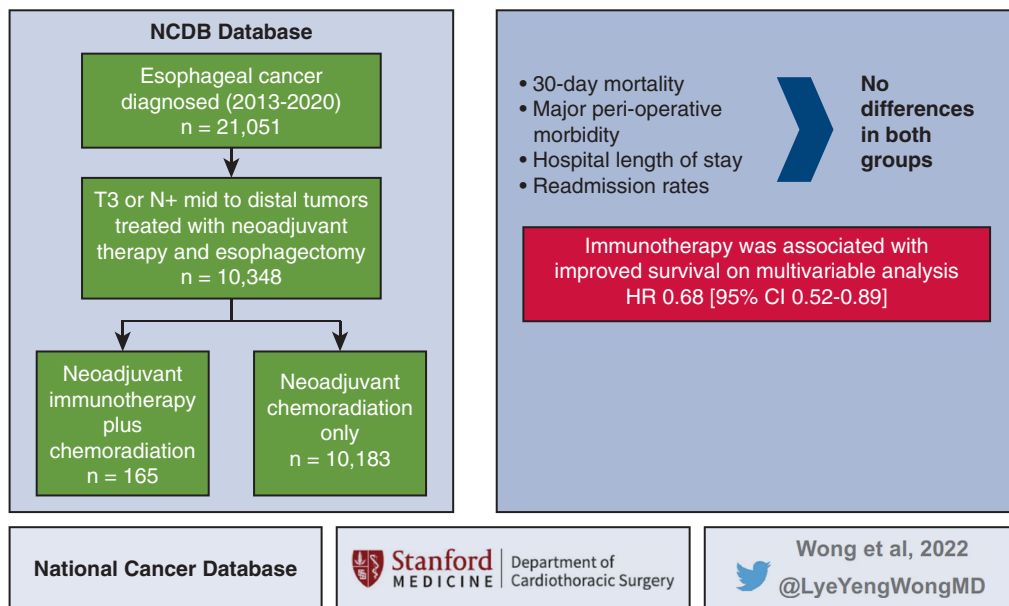 NCDB Database
Esophageal cancer
diagnosed (2013-2020)
n = 21,051
T3 or N+ mid to distal tumors
treated with neoadjuvant
therapy and esophagectomy
n = 10,348
Neoadjuvant
immunotherapy
plus
chemoradiation
n = 165
Neoadjuvant
chemoradiation
only
n = 10,183
• 30-day mortality
• Major peri-operative
morbidity
• Hospital length of stay
• Readmission rates
No
differences
in both
groups
Immunotherapy was associated with
improved survival on multivariable analysis
HR 0.68 [95% CI 0.52-0.89]
National Cancer Database
Stanford
MEDICINE
Department of
Cardiothoracic Surgery
Wong et al, 2022
@LyeYengWongMD